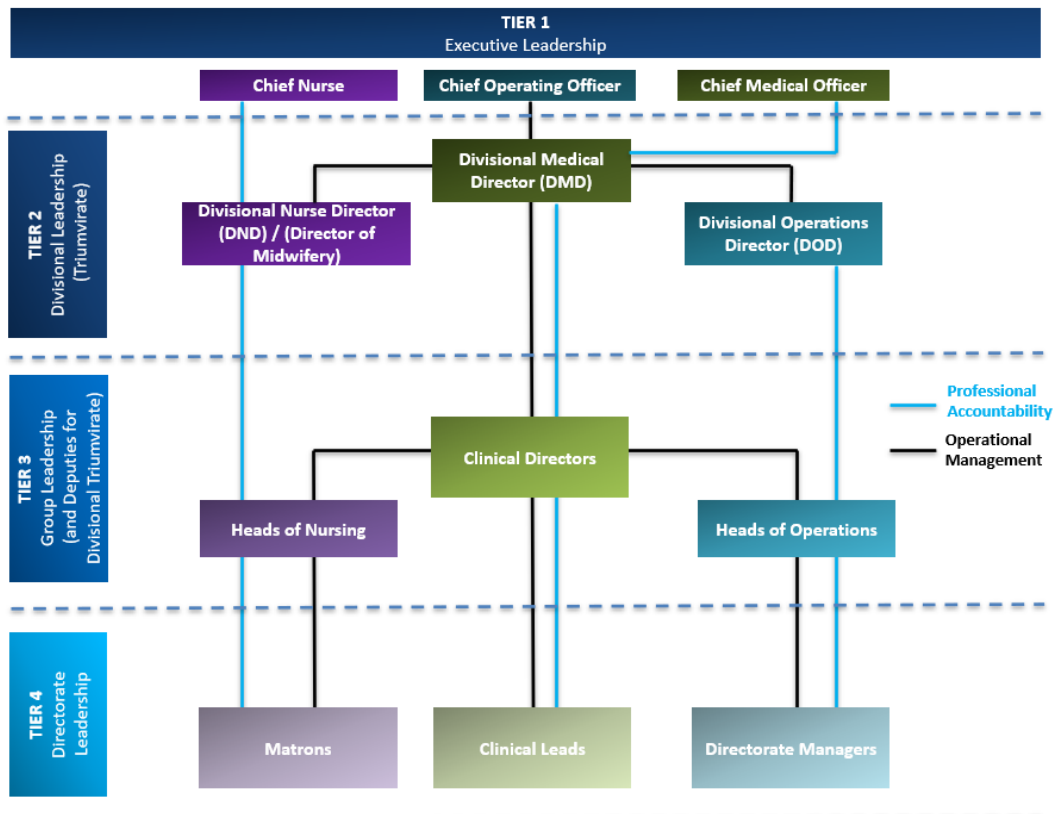 TIER 1
Executive Leadership
Chief Nurse
Chief Operating Officer
Chief Medical Officer
TIER 2
Divisional Leadership
(Triumvirate)
Divisional Medical
Director (DMD)
Divisional Nurse Director
(DND) / (Director of
Midwifery)
Divisional Operations
Director (DOD)
TIER 3
Group Leadership
(and Deputies for
Divisional Triumvirate)
Professional
Accountability
Operational
Management
Clinical Directors
Heads of Nursing
Heads of Operations
TIER 4
Directorate
Leadership
Matrons
Clinical Leads
Directorate Managers